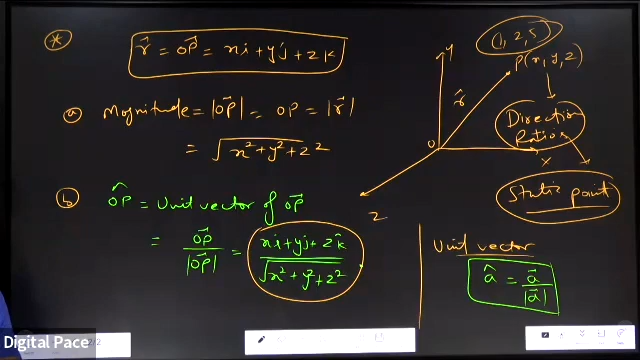 * r̂ = OP⃗ = xi + yj + zk
(a) Magnitude = |OP⃗| = OP = |r⃗|
= √x² + y² + z²
(b) ÔP = Unit vector of OP⃗
= OP⃗ / |OP⃗| = xi + yj + zk̂ / √x² + y² + z²
(1, 2, 5)
y
P(x, y, z)
r̂
O
x
z
Direction
Ratios
Static point
Unit vector
â = a⃗ / |a⃗|
Digital Pace